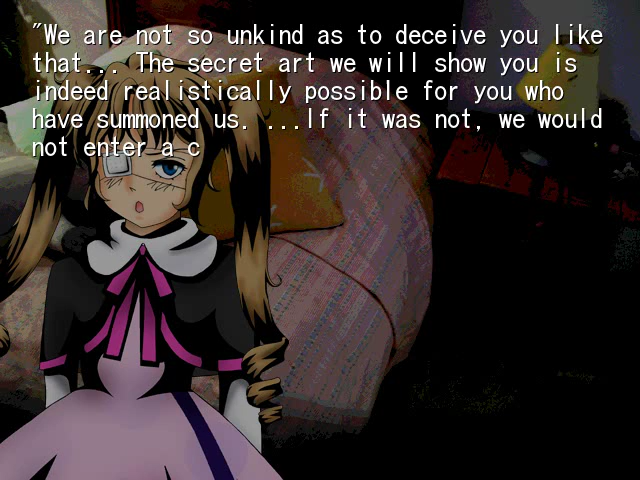 "We are not so unkind as to deceive you like
that... The secret art we will show you is
indeed realistically possible for you who
have summoned us. ...If it was not, we would
not enter a c